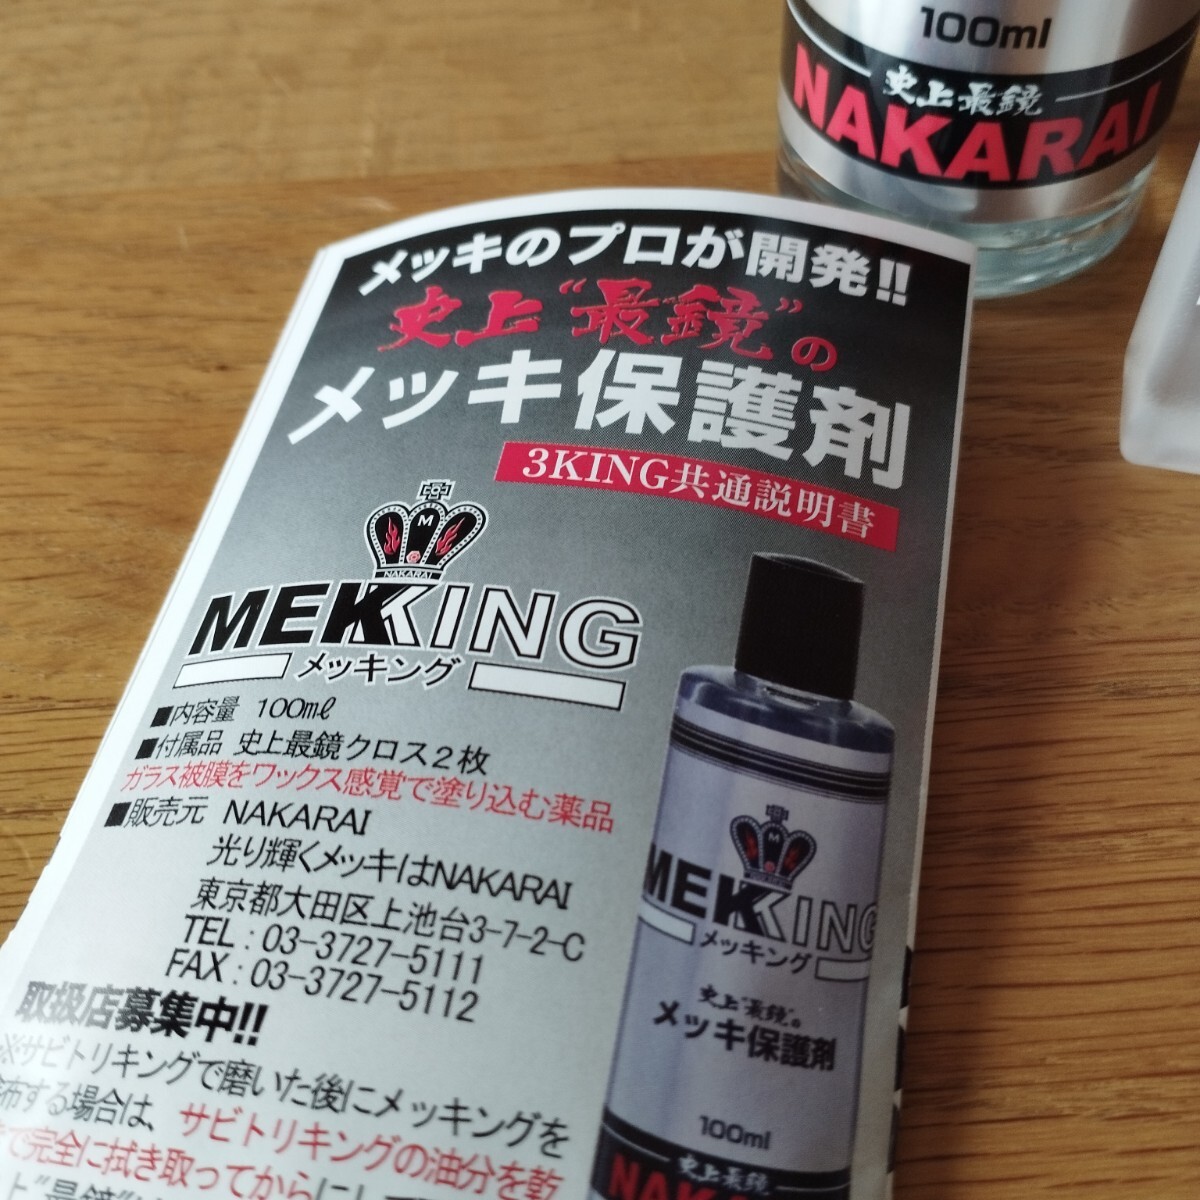 100ml
史上最鏡
NAKARAI
メッキのプロが開発!!
史上“最鏡”の
メッキ保護剤
3KING共通説明書
M
NAKARAI
MEKKING
メッキング
■内容量 100mℓ
■付属品 史上最鏡クロス2枚
ガラス被膜をワックス感覚で塗り込む薬品
■販売元 NAKARAI
光り輝くメッキはNAKARAI
東京都大田区上池台3-7-2-C
TEL：03-3727-5111
FAX：03-3727-5112
取扱店募集中!!
※サビトリキングで磨いた後にメッキングを
布する場合は、サビトリキングの油分を乾
で完全に拭き取ってからに
上“最鏡”
M
MEKKING
メッキング
史上“最鏡”の
メッキ保護剤
100ml
史上最鏡
NAKARA